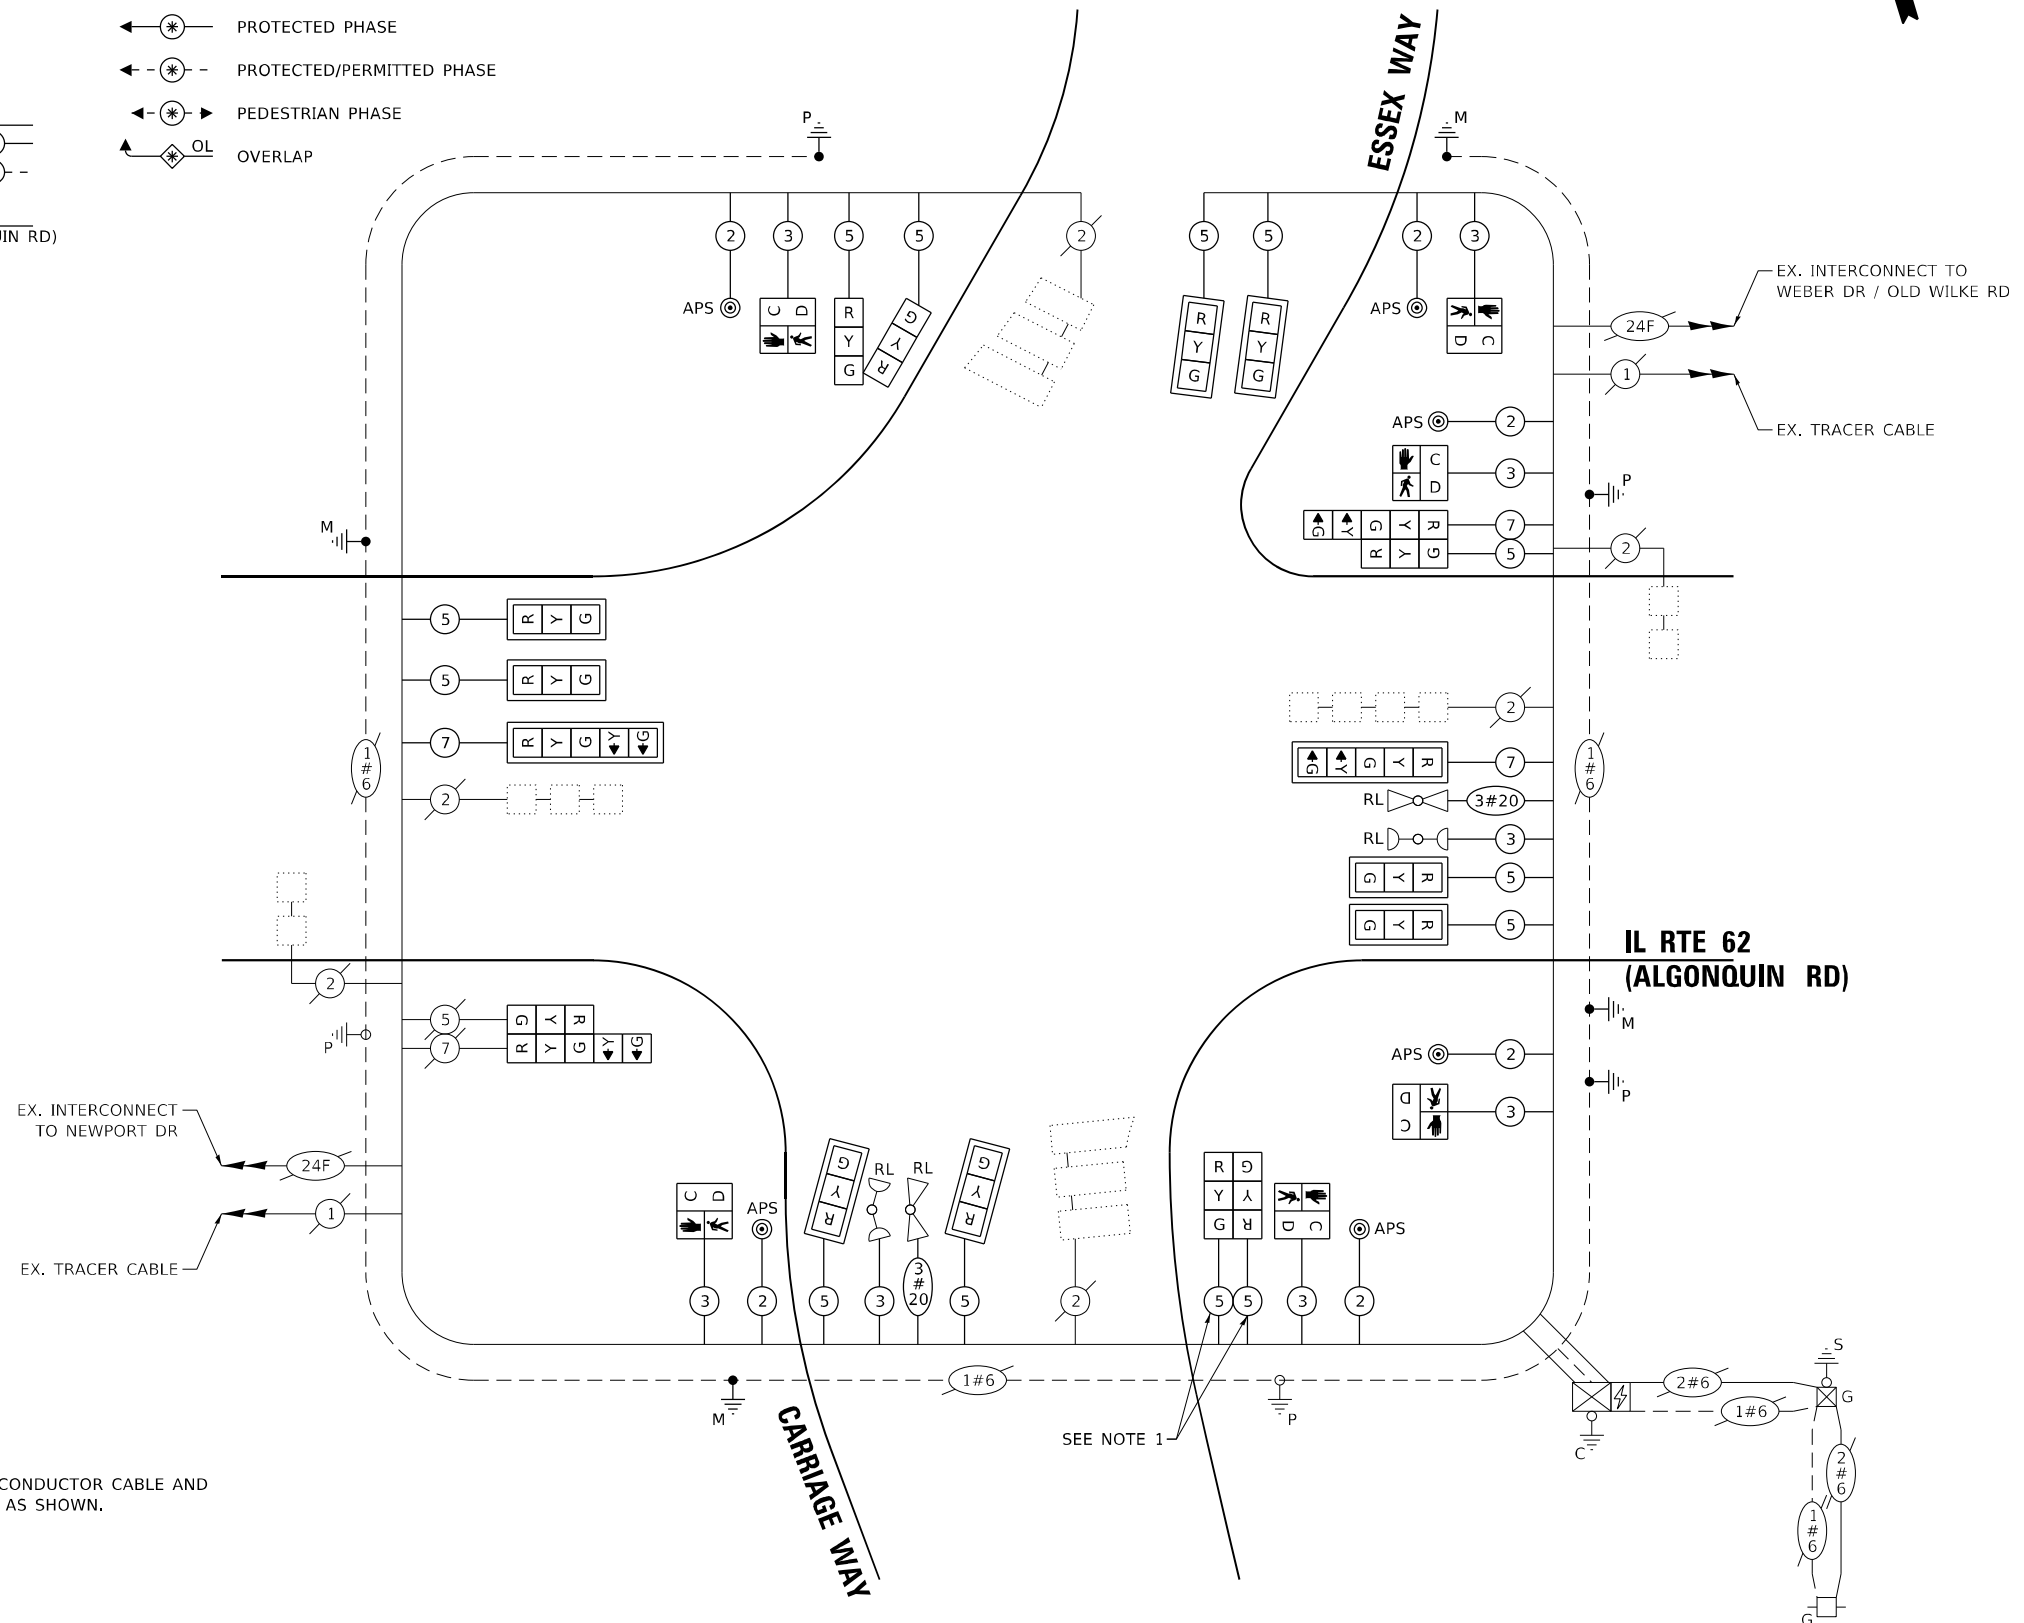 PROTECTED PHASE
PROTECTED/PERMITTED PHASE
PEDESTRIAN PHASE
OL
OVERLAP
UIN RD)
ESSEX WAY
P
M
2
3
5
5
2
5
5
2
3
APS
C D
R
Y
G
G
Y
R
R
Y
G
R
Y
G
APS
D C
EX. INTERCONNECT TO
WEBER DR / OLD WILKE RD
24F
1
EX. TRACER CABLE
APS
2
C
D
3
P
G Y G Y R
7
R Y G
5
2
M
5
R Y G
5
R Y G
7
R Y G Y G
2
1
#
6
2
G Y G Y R
7
RL
3#20
RL
3
G Y R
5
G Y R
5
1
#
6
IL RTE 62
(ALGONQUIN RD)
2
P
5
G Y R
7
R Y G Y G
M
APS
2
P
D
C
3
EX. INTERCONNECT
TO NEWPORT DR
24F
1
EX. TRACER CABLE
C D
APS
G
Y
R
RL
RL
G
Y
R
R G
Y Y
G R
D C
APS
3
2
5
3
3
#
20
5
2
5
5
3
2
M
1#6
P
SEE NOTE 1
CARRIAGE WAY
C
2#6
1#6
S
G
2
#
6
1
#
6
G
CONDUCTOR CABLE AND
AS SHOWN.